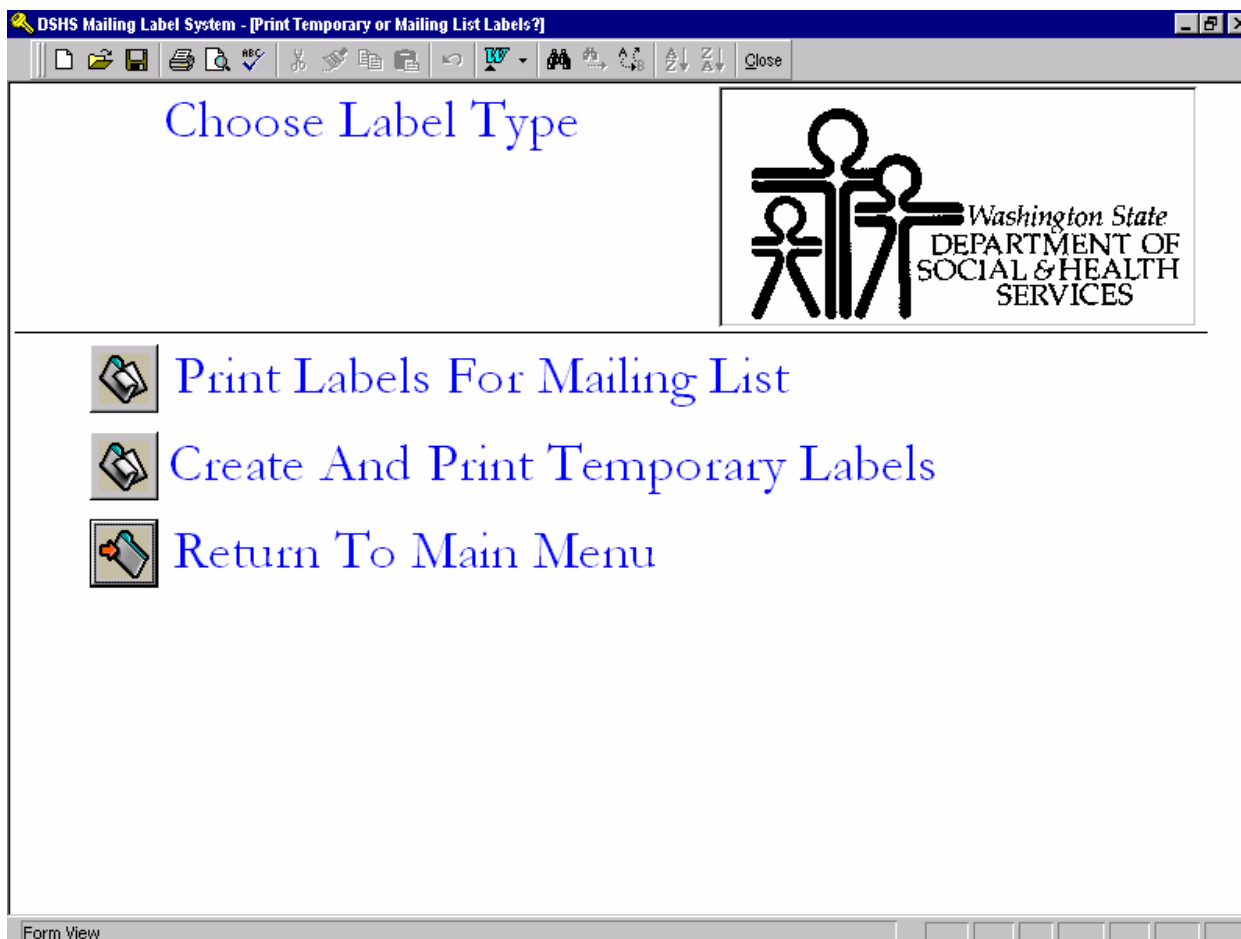 DSHS Mailing Label System - [Print Temporary or Mailing List Labels?]
ABC
Close
Choose Label Type
Washington State
DEPARTMENT OF
SOCIAL & HEALTH
SERVICES
Print Labels For Mailing List
Create And Print Temporary Labels
Return To Main Menu
Form View